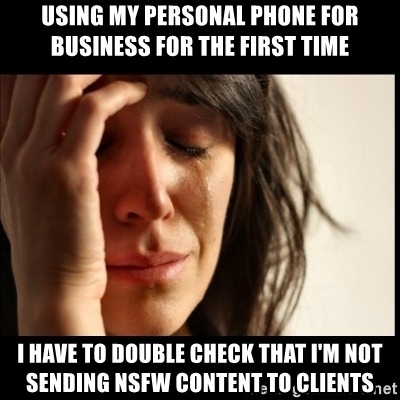 USING MY PERSONAL PHONE FOR
BUSINESS FOR THE FIRST TIME
I HAVE TO DOUBLE CHECK THAT I'M NOT
SENDING NSFW CONTENT TO CLIENTS